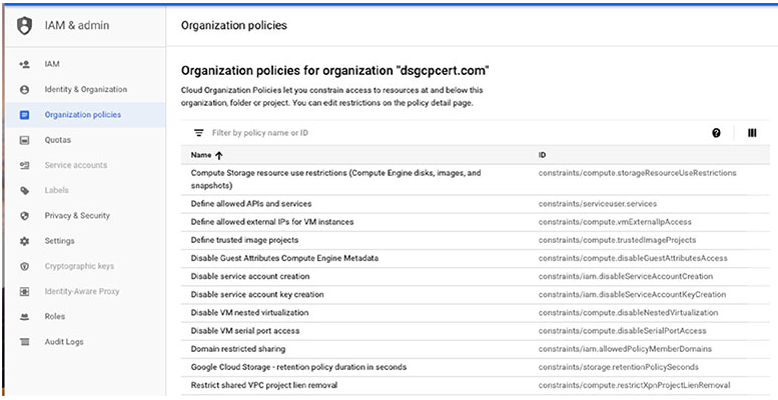 IAM & admin
Organization policies
IAM
Identity & Organization
Organization policies
Quotas
Service accounts
Labels
Privacy & Security
Settings
Cryptographic keys
Identity-Aware Proxy
Roles
Audit Logs
Organization policies for organization "dsgcpcert.com"
Cloud Organization Policies let you constrain access to resources at and below this
organization, folder or project. You can edit restrictions on the policy detail page.
Filter by policy name or ID
Name ID
Compute Storage resource use restrictions (Compute Engine disks, images, and constraints/compute.storageResourceUseRestrictions
snapshots)
Define allowed APIs and services constraints/serviceuser.services
Define allowed external IPs for VM instances constraints/compute.vmExternalIpAccess
Define trusted image projects constraints/compute.trustedImageProjects
Disable Guest Attributes Compute Engine Metadata constraints/compute.disableGuestAttributesAccess
Disable service account creation constraints/iam.disableServiceAccountCreation
Disable service account key creation constraints/iam.disableServiceAccountKeyCreation
Disable VM nested virtualization constraints/compute.disableNestedVirtualization
Disable VM serial port access constraints/compute.disableSerialPortAccess
Domain restricted sharing constraints/iam.allowedPolicyMemberDomains
Google Cloud Storage - retention policy duration in seconds constraints/storage.retentionPolicySeconds
Restrict shared VPC project lien removal constraints/compute.restrictXpnProjectLienRemoval